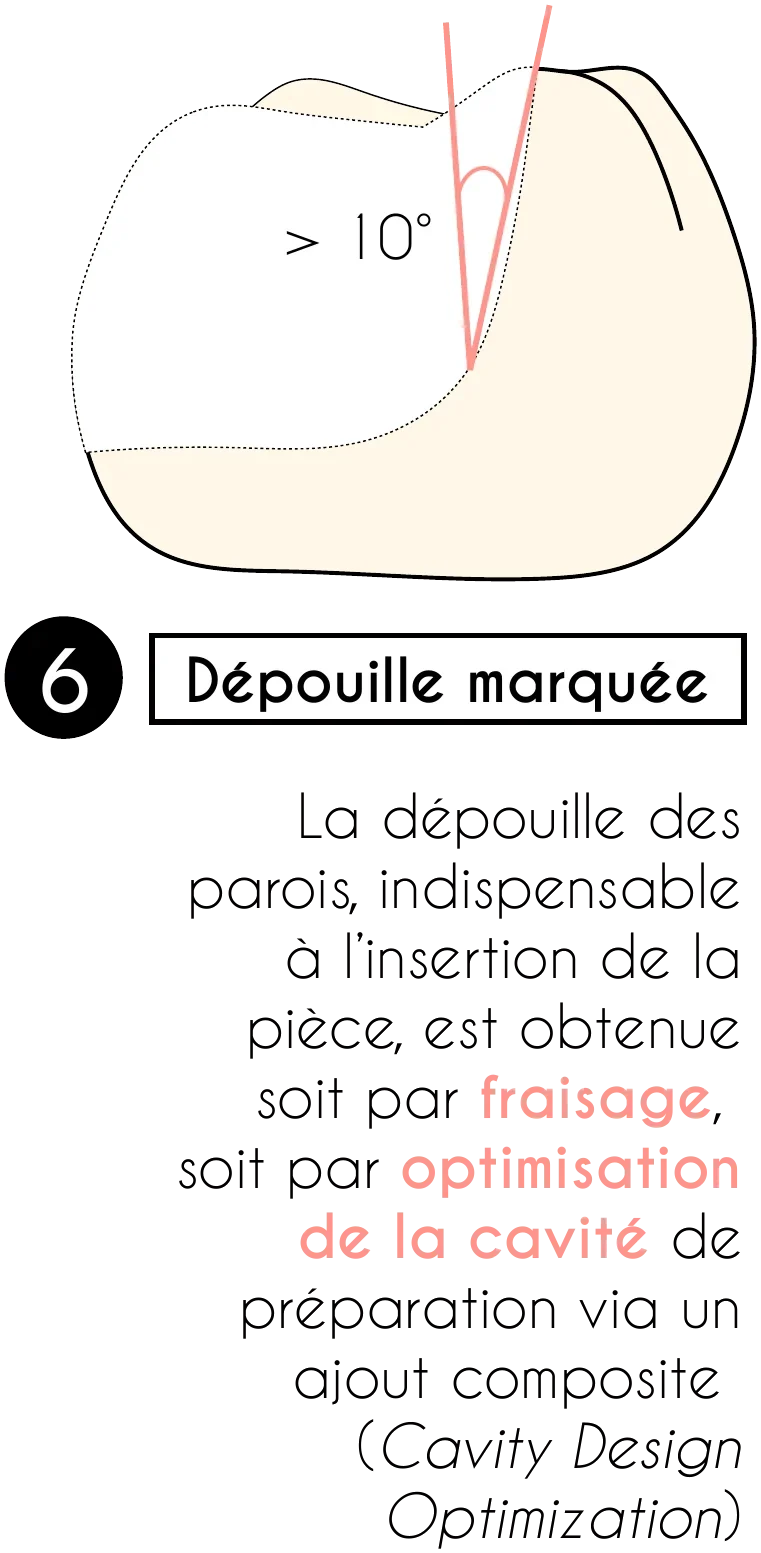 > 10°
6 Dépouille marquée
La dépouille des
parois, indispensable
à l'insertion de la
pièce, est obtenue
soit par fraisage,
soit par optimisation
de la cavité de
préparation via un
ajout composite
(Cavity Design
Optimization)